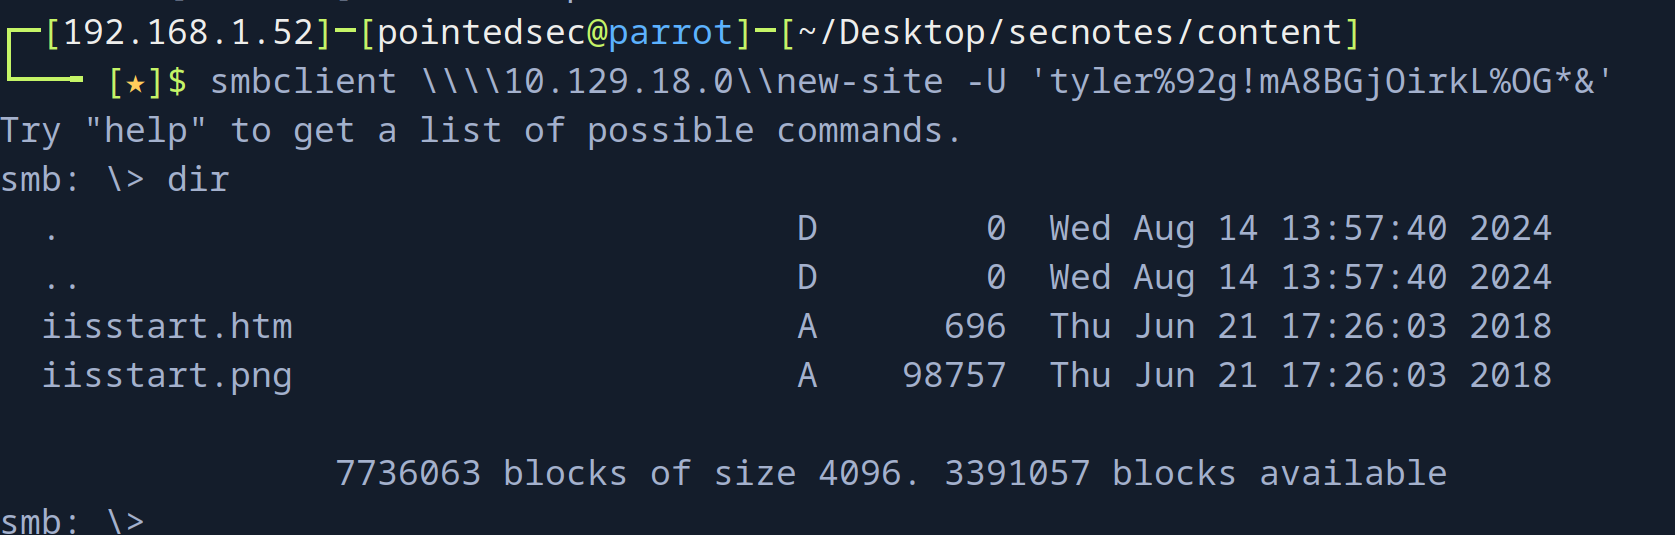 [192.168.1.52]─[pointedsec@parrot]─[~/Desktop/secnotes/content]
[★]$ smbclient \\\\10.129.18.0\\new-site -U 'tyler%92g!mA8BGjOirkL%OG*&'
Try "help" to get a list of possible commands.
smb: \> dir
. D 0 Wed Aug 14 13:57:40 2024
.. D 0 Wed Aug 14 13:57:40 2024
iisstart.htm A 696 Thu Jun 21 17:26:03 2018
iisstart.png A 98757 Thu Jun 21 17:26:03 2018
7736063 blocks of size 4096. 3391057 blocks available
smb: \>